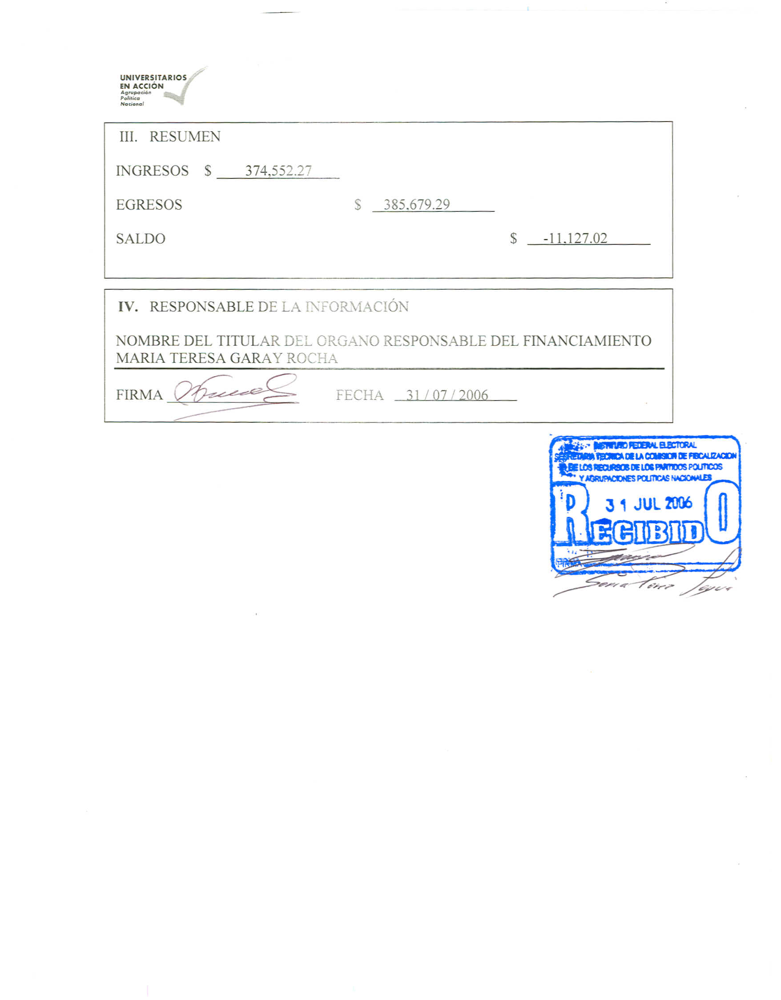 UNIVERSITARIOS
EN ACCIÓN
Agrupación
Política
Nacional
III. RESUMEN
INGRESOS $ 374,552.27
EGRESOS $ 385,679.29
SALDO $ -11,127.02
IV. RESPONSABLE DE LA INFORMACIÓN
NOMBRE DEL TITULAR DEL ORGANO RESPONSABLE DEL FINANCIAMIENTO
MARIA TERESA GARAY ROCHA
FIRMA FECHA 31 / 07 / 2006
INSTITUTO FEDERAL ELECTORAL
SECRETARIA TECNICA DE LA COMISION DE FISCALIZACION
DE LOS RECURSOS DE LOS PARTIDOS POLITICOS
Y AGRUPACIONES POLITICAS NACIONALES
31 JUL 2006
RECIBIDO
FIRMA
Sonia Pérez